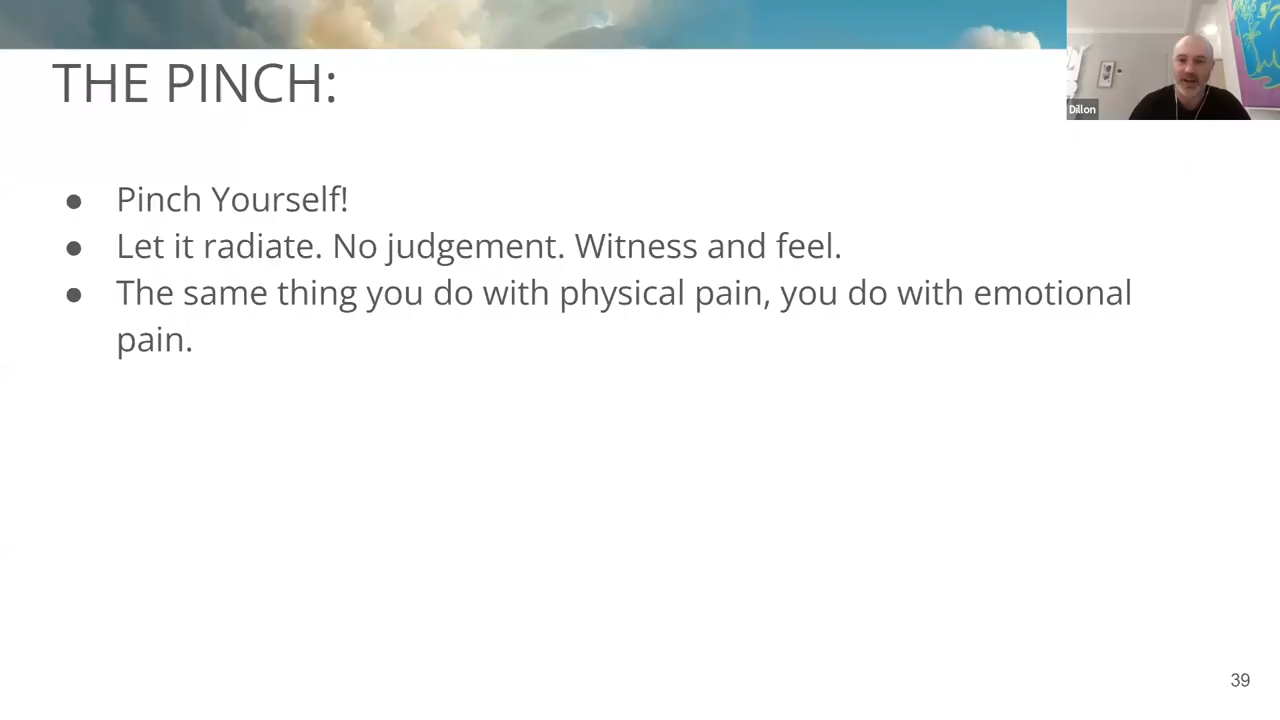 THE PINCH:
Dillon
● Pinch Yourself!
● Let it radiate. No judgement. Witness and feel.
● The same thing you do with physical pain, you do with emotional
pain.
39